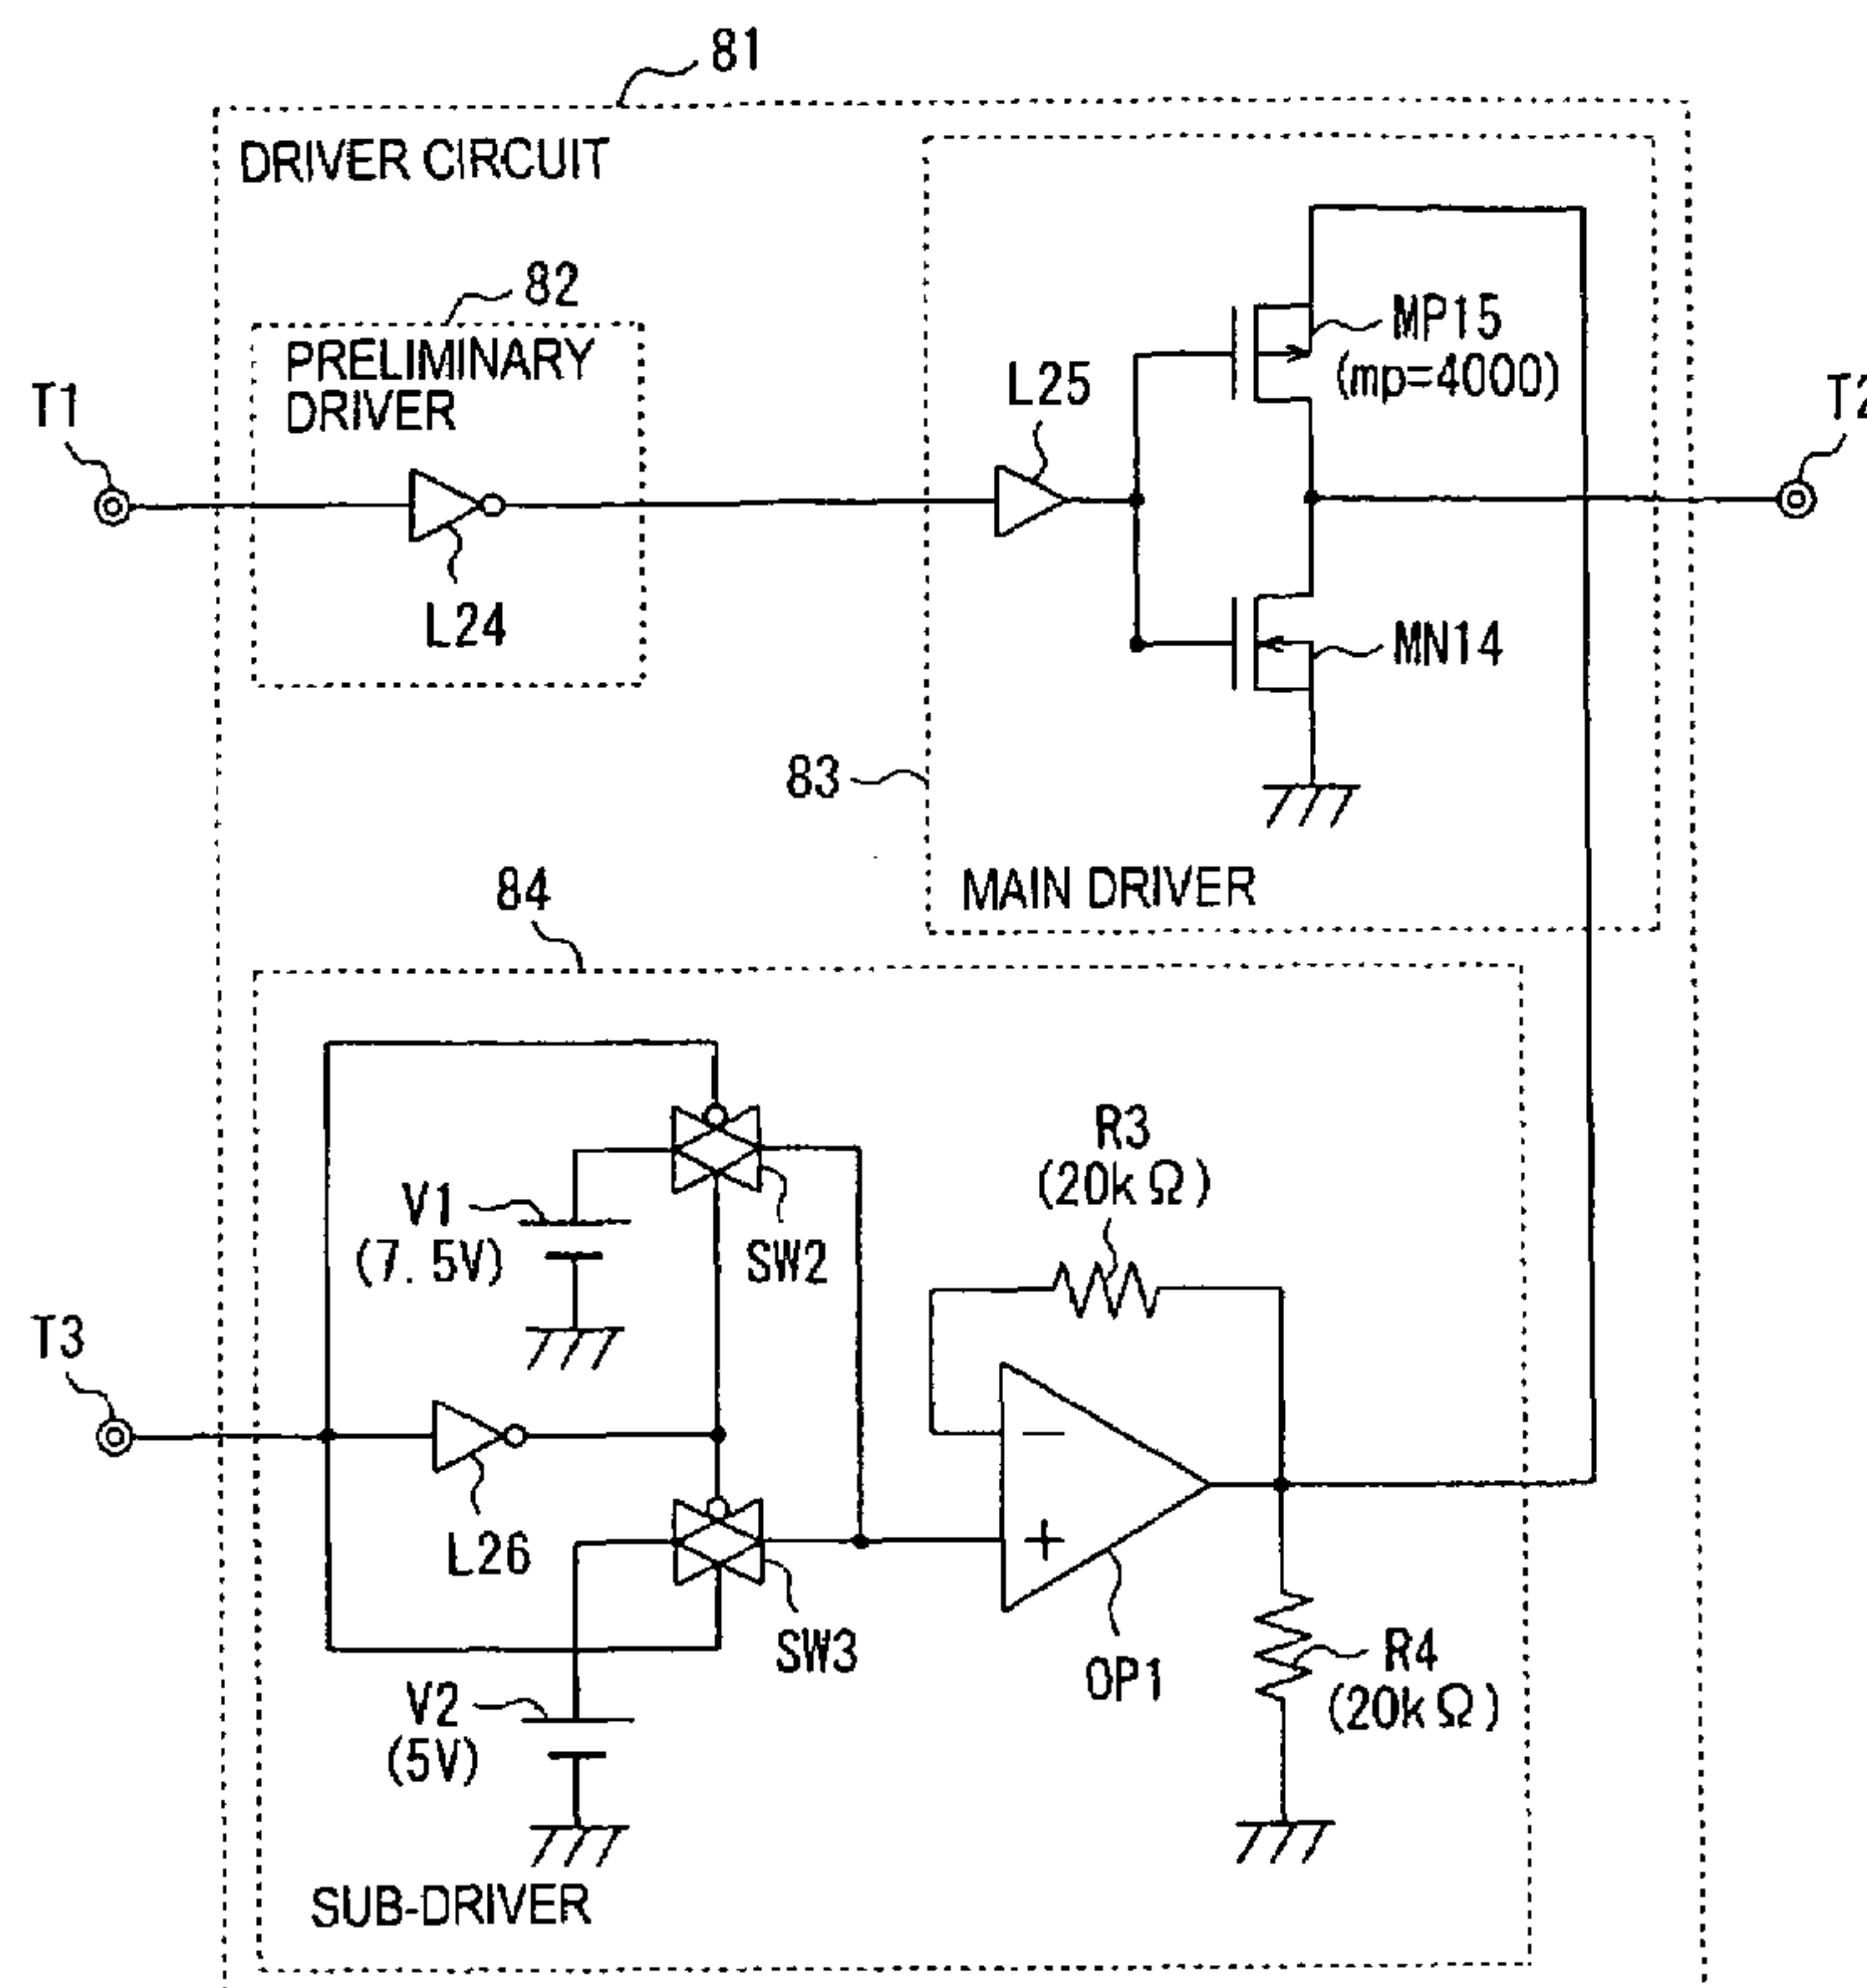 81
DRIVER CIRCUIT
82
PRELIMINARY
DRIVER
T1
L24
L25
MP15
(mp=4000)
T2
MN14
83
MAIN DRIVER
84
V1
(7.5V)
SW2
R3
(20kΩ)
T3
L26
−
+
SW3
OP1
V2
(5V)
R4
(20kΩ)
SUB-DRIVER